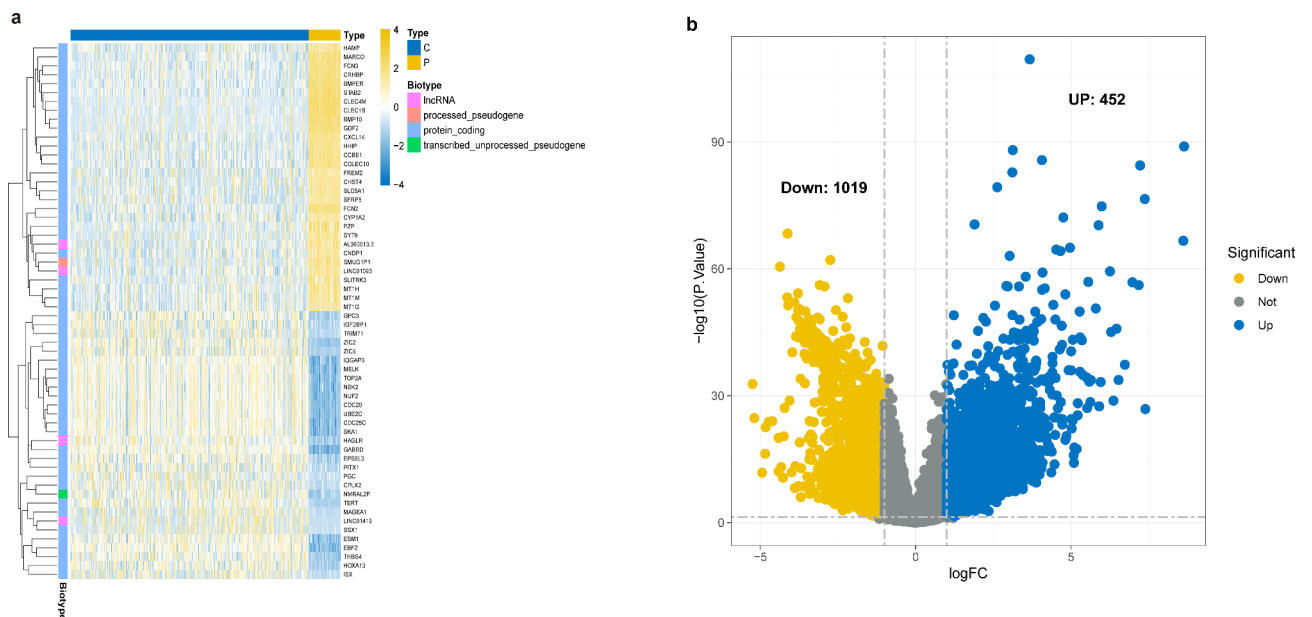 a
Type
HAMP
MARCO
FCN3
CRHBP
BMPER
STAB2
CLEC4M
CLEC1B
BMP10
GDF2
CXCL14
HHIP
CCBE1
COLEC10
FREM2
CHST4
SLC5A1
SFRP5
FCN2
CYP1A2
PZP
SYT9
AL360013.3
CNDP1
SMUG1P1
LINC01093
SLITRK3
MT1H
MT1M
MT1G
GPC3
IGF2BP1
TRIM71
ZIC2
ZIC5
IQGAP3
MELK
TOP2A
NEK2
NUF2
CDC20
UBE2C
CDC25C
SKA1
HAGLR
GABRD
EPS8L3
PITX1
PGC
CPLX2
NMRAL2P
TERT
MAGEA1
LINC01419
SSX1
ESM1
EBF2
THBS4
HOXA13
ISX
Biotype
4
2
0
−2
−4
Type
C
P
Biotype
lncRNA
processed_pseudogene
protein_coding
transcribed_unprocessed_pseudogene
b
UP: 452
Down: 1019
−log10(P.Value)
90
60
30
0
−5
0
5
logFC
Significant
Down
Not
Up